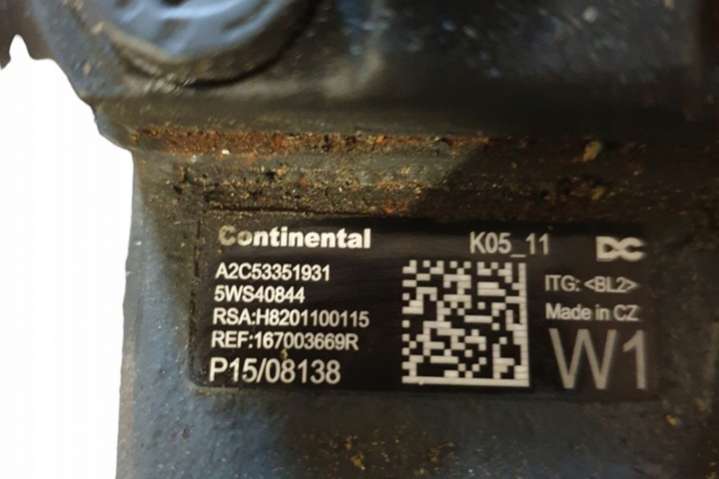 Continental K05_11 DC
A2C53351931
5WS40844 ITG: <BL2>
RSA:H8201100115 Made in CZ
REF:167003669R
P15/08138 W1